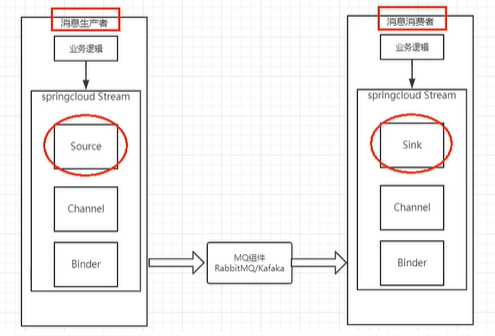 消息生产者
业务逻辑
springcloud Stream
Source
Channel
Binder
MQ组件
RabbitMQ/Kafaka
消息消费者
业务逻辑
springcloud Stream
Sink
Channel
Binder